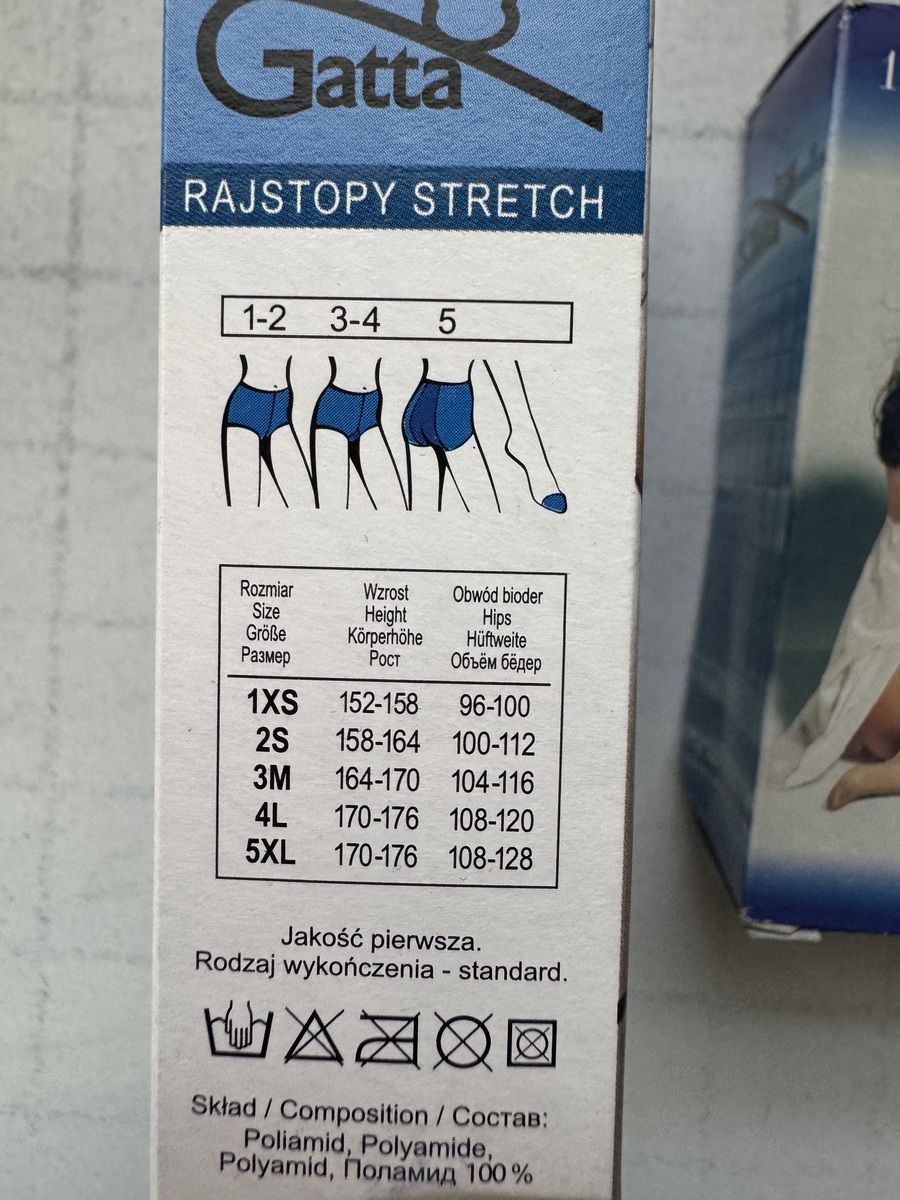 Gatta
RAJSTOPY STRETCH
1-2 3-4 5
Rozmiar Wzrost Obwód bioder
Size Height Hips
Größe Körperhöhe Hüftweite
Размер Рост Объём бёдер
1XS 152-158 96-100
2S 158-164 100-112
3M 164-170 104-116
4L 170-176 108-120
5XL 170-176 108-128
Jakość pierwsza.
Rodzaj wykończenia - standard.
Skład / Composition / Состав:
Poliamid, Polyamide,
Polyamid, Поламид 100 %
1
Gatta